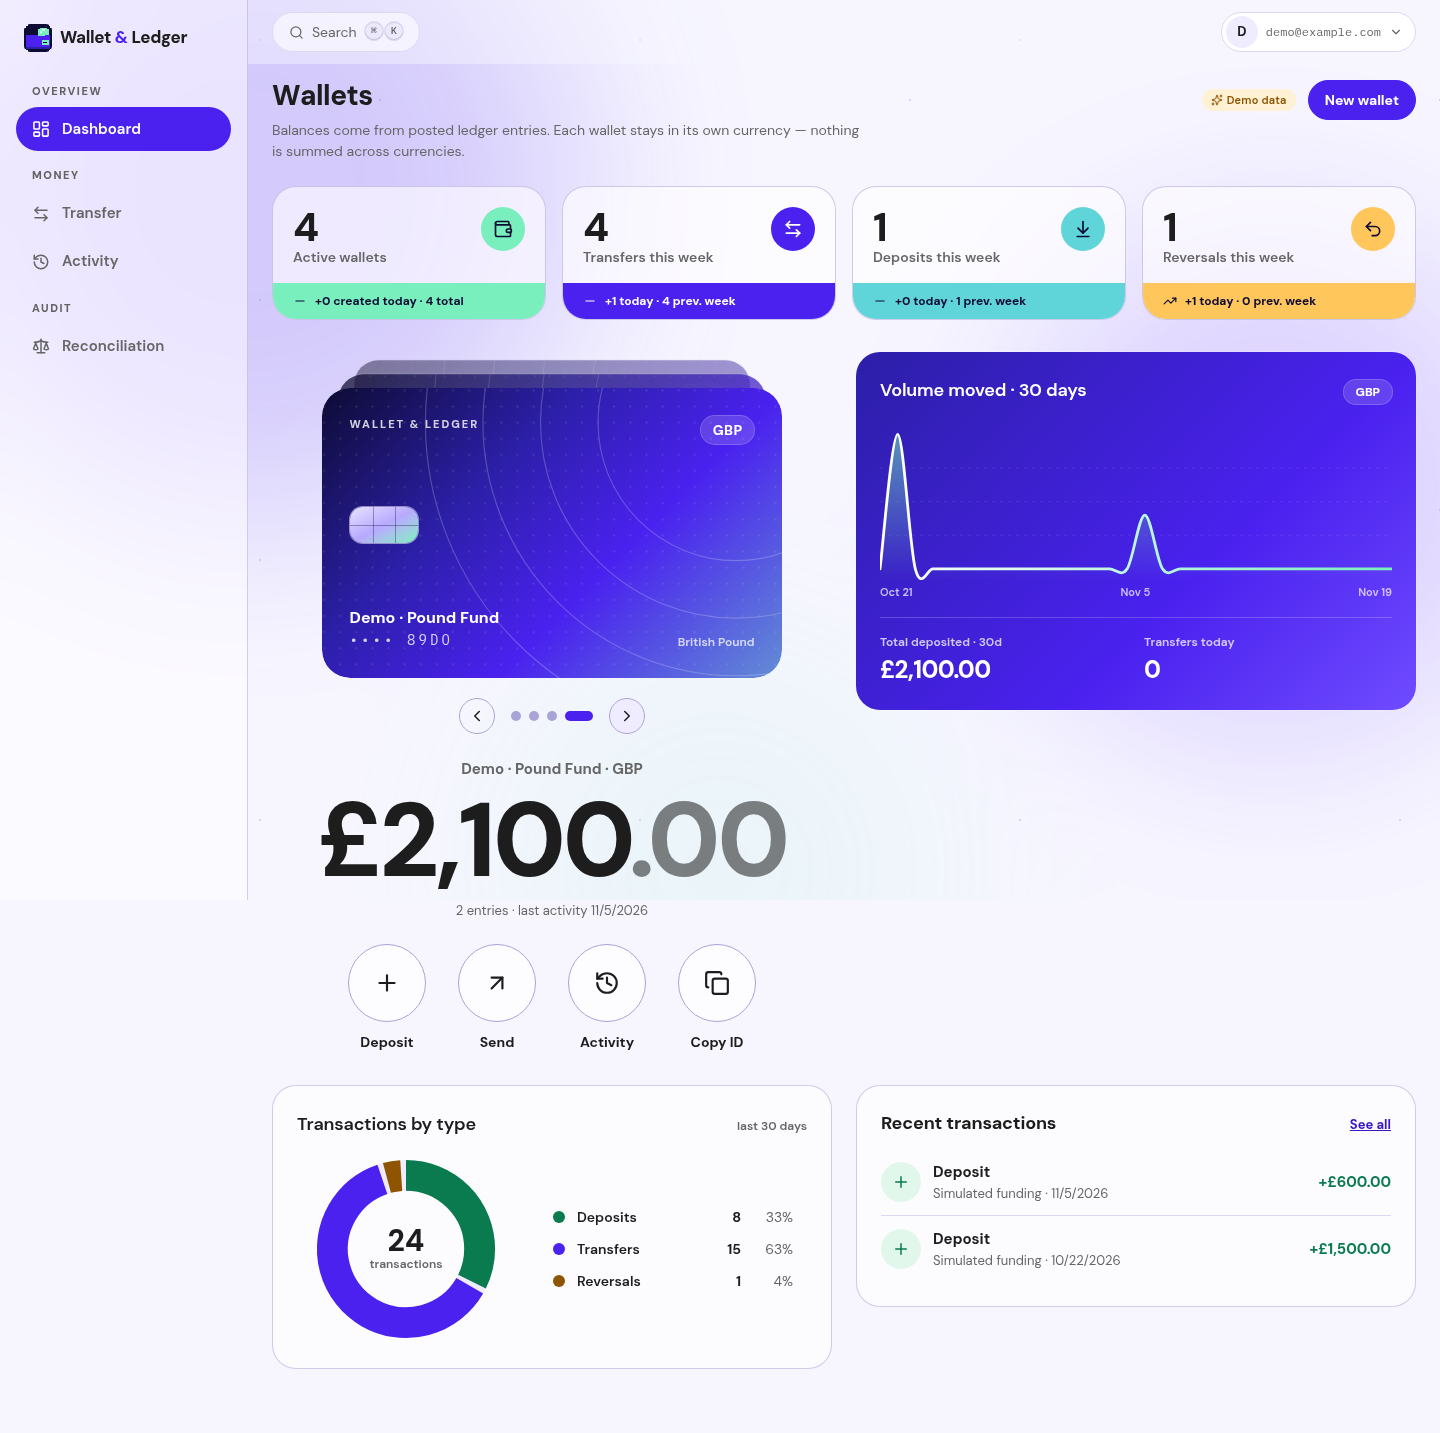 Wallet & Ledger
OVERVIEW
Dashboard
MONEY
Transfer
Activity
AUDIT
Reconciliation
Search ⌘ K
D demo@example.com
Wallets
Balances come from posted ledger entries. Each wallet stays in its own currency — nothing
is summed across currencies.
Demo data
New wallet
4
Active wallets
+0 created today · 4 total
4
Transfers this week
+1 today · 4 prev. week
1
Deposits this week
+0 today · 1 prev. week
1
Reversals this week
+1 today · 0 prev. week
WALLET & LEDGER
GBP
Demo · Pound Fund
•••• 89D0
British Pound
Volume moved · 30 days
GBP
Oct 21
Nov 5
Nov 19
Total deposited · 30d
£2,100.00
Transfers today
0
Demo · Pound Fund · GBP
£2,100.00
2 entries · last activity 11/5/2026
Deposit
Send
Activity
Copy ID
Transactions by type
last 30 days
24
transactions
Deposits 8 33%
Transfers 15 63%
Reversals 1 4%
Recent transactions
See all
Deposit
Simulated funding · 11/5/2026
+£600.00
Deposit
Simulated funding · 10/22/2026
+£1,500.00